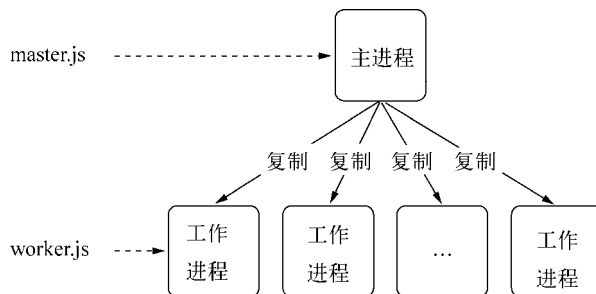 master.js
主进程
复制 复制 复制 复制
worker.js
工作
进程
工作
进程
...
工作
进程